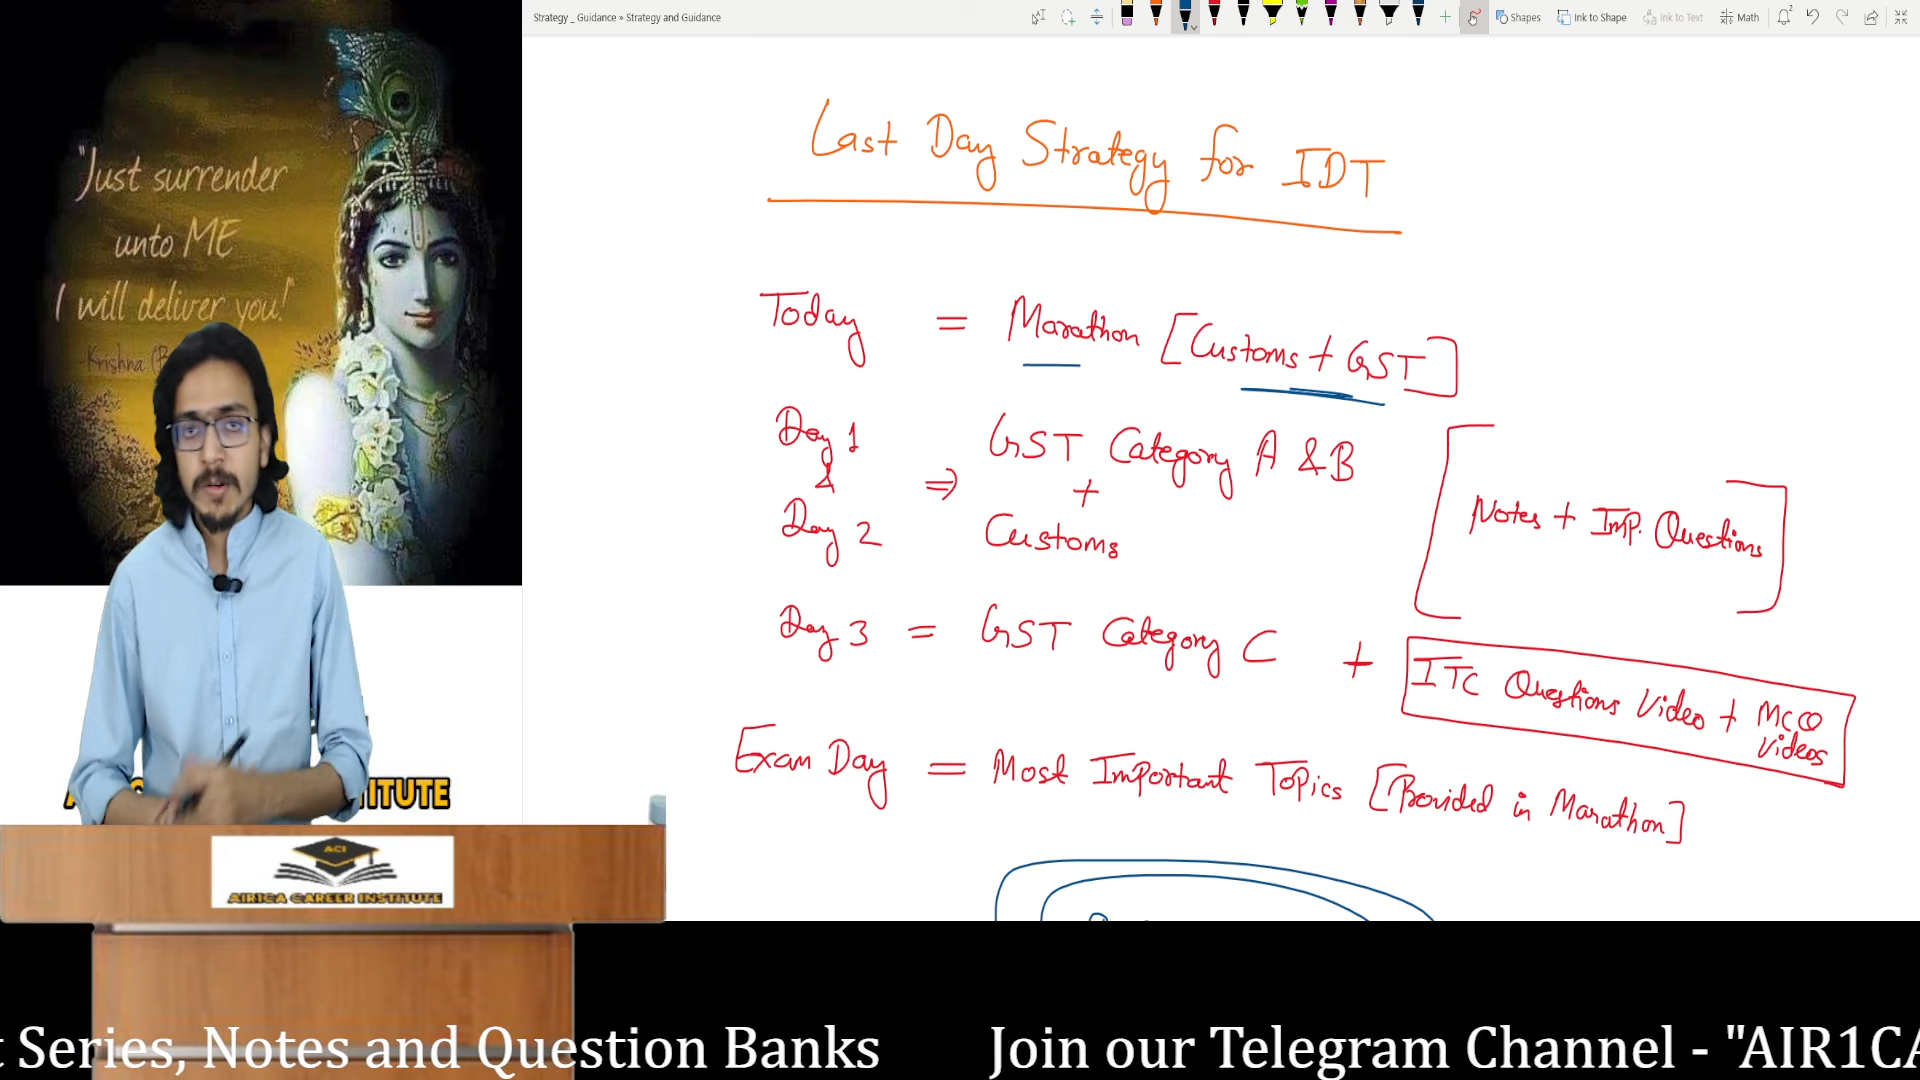 Strategy _ Guidance » Strategy and Guidance
Shapes
Ink to Shape
Ink to Text
Math
Last Day Strategy for IDT
"Just surrender
unto ME
I will deliver you!"
Krishna
Today = Marathon [Customs + GST]
Day 1
&
Day 2
⇒ GST Category A & B
+
Customs
[Notes + Imp. Questions]
Day 3 = GST Category C + ITC Questions Video + MCQ
Videos
Exam Day = Most Important Topics [Provided in Marathon]
ITUTE
ACI
AIR1CA CAREER INSTITUTE
t Series, Notes and Question Banks Join our Telegram Channel - "AIR1CA